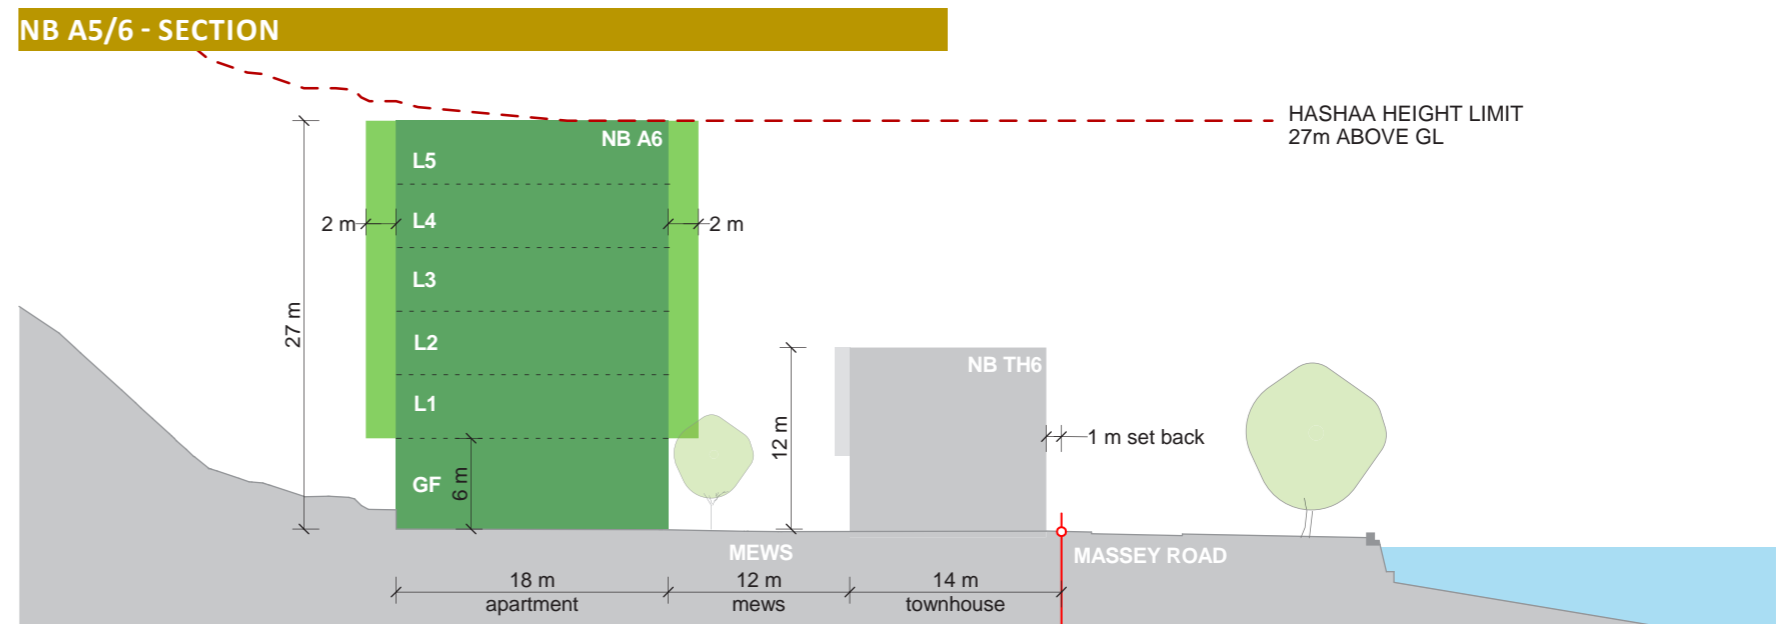 NB A5/6 - SECTION
HASHAA HEIGHT LIMIT
27m ABOVE GL
NB A6
L5
2 m
L4
2 m
L3
27 m
L2
NB TH6
L1
12 m
1 m set back
GF
6 m
MEWS
MASSEY ROAD
18 m
12 m
14 m
apartment
mews
townhouse